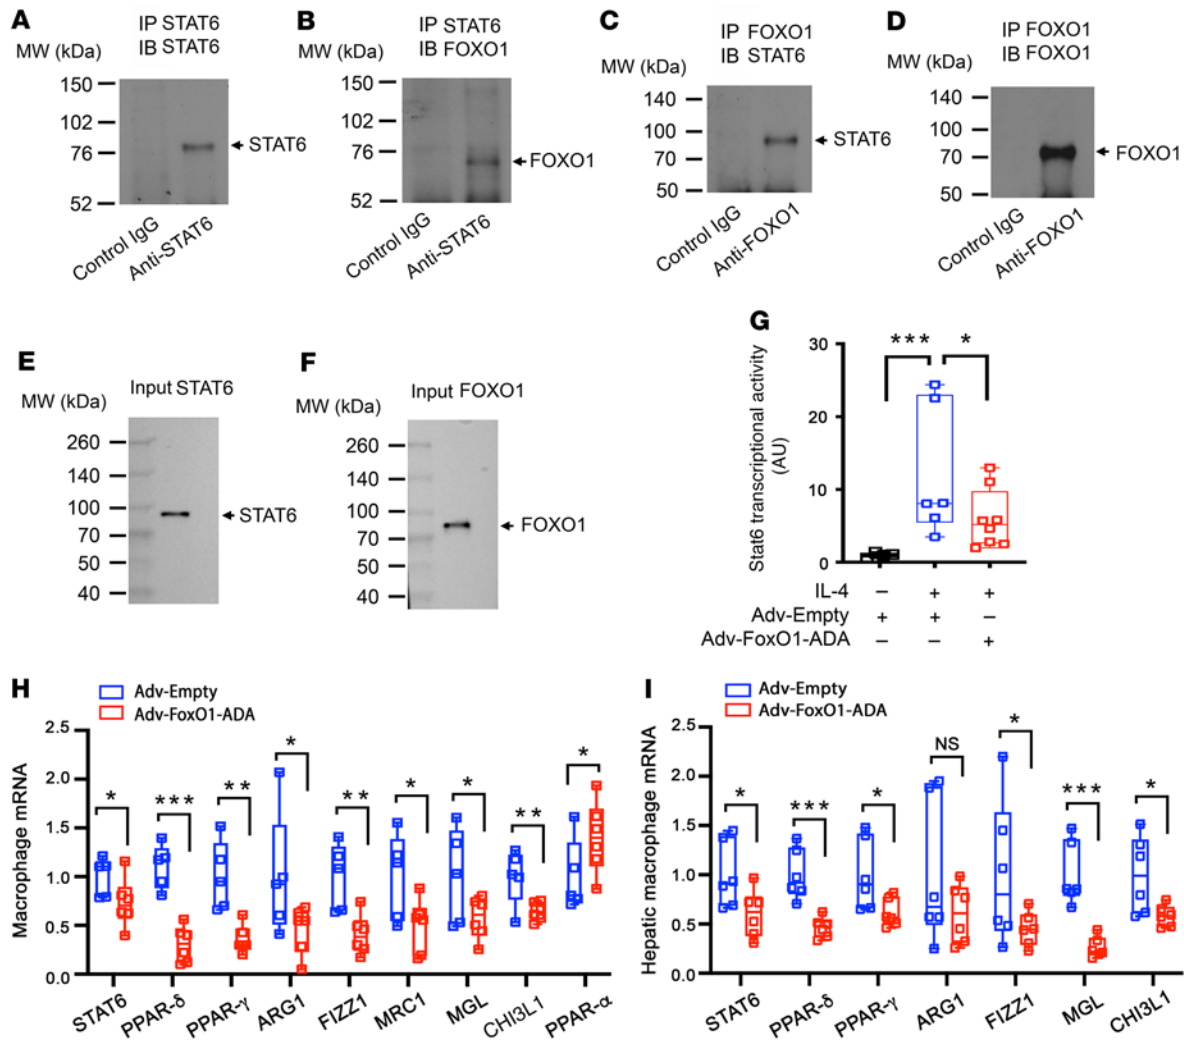 A
IP STAT6
IB STAT6
MW (kDa)
150
102
76
52
STAT6
Control IgG
Anti-STAT6
B
IP STAT6
IB FOXO1
MW (kDa)
150
102
76
52
FOXO1
Control IgG
Anti-STAT6
C
IP FOXO1
IB STAT6
MW (kDa)
140
100
70
50
STAT6
Control IgG
Anti-FOXO1
D
IP FOXO1
IB FOXO1
MW (kDa)
140
100
70
50
FOXO1
Control IgG
Anti-FOXO1
E
Input STAT6
MW (kDa)
260
140
100
70
50
40
STAT6
F
Input FOXO1
MW (kDa)
260
140
100
70
50
40
FOXO1
G
Stat6 transcriptional activity
(AU)
30
20
10
0
*** *
IL-4 − + +
Adv-Empty + + −
Adv-FoxO1-ADA − − +
H
Adv-Empty
Adv-FoxO1-ADA
Macrophage mRNA
2.5
2.0
1.5
1.0
0.5
0.0
* *** ** * ** * * ** *
STAT6
PPAR-δ
PPAR-γ
ARG1
FIZZ1
MRC1
MGL
CHI3L1
PPAR-α
I
Adv-Empty
Adv-FoxO1-ADA
Hepatic macrophage mRNA
2.5
2.0
1.5
1.0
0.5
0.0
* *** * NS * *** *
STAT6
PPAR-δ
PPAR-γ
ARG1
FIZZ1
MGL
CHI3L1